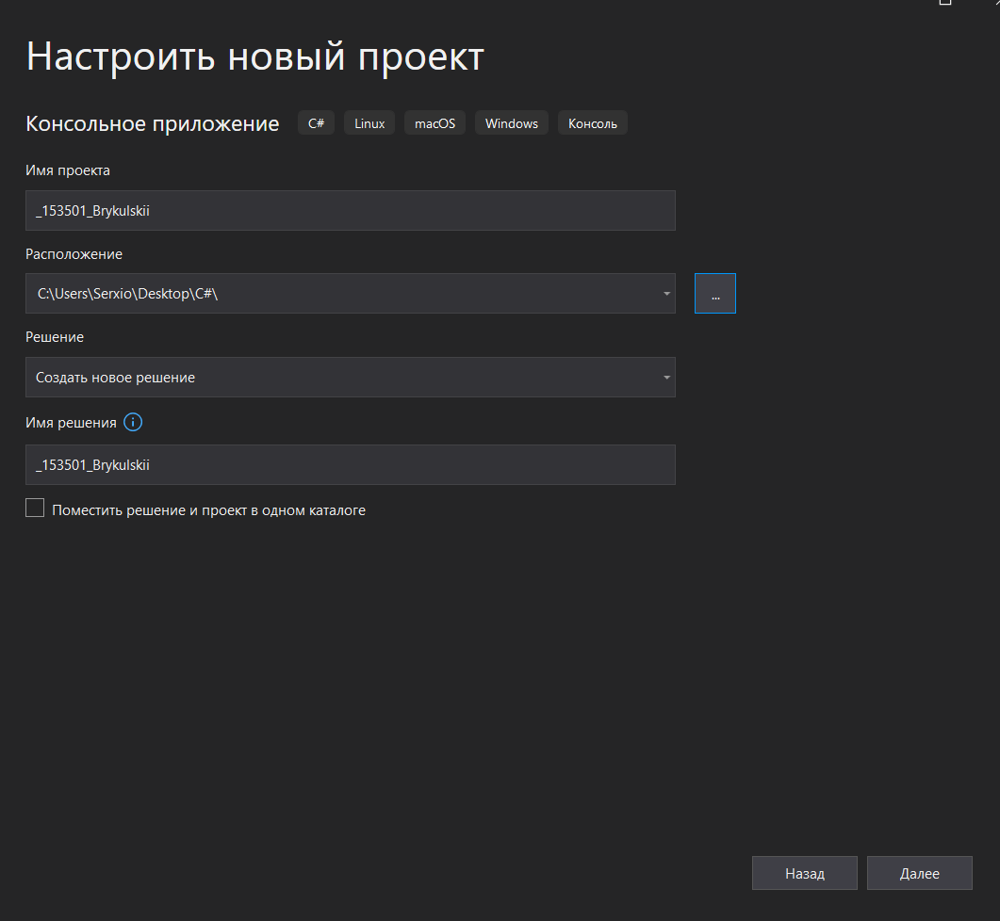 Настроить новый проект
Консольное приложение C# Linux macOS Windows Консоль
Имя проекта
_153501_Brykulskii
Расположение
C:\Users\Serxio\Desktop\C#\
...
Решение
Создать новое решение
Имя решения
_153501_Brykulskii
Поместить решение и проект в одном каталоге
Назад Далее